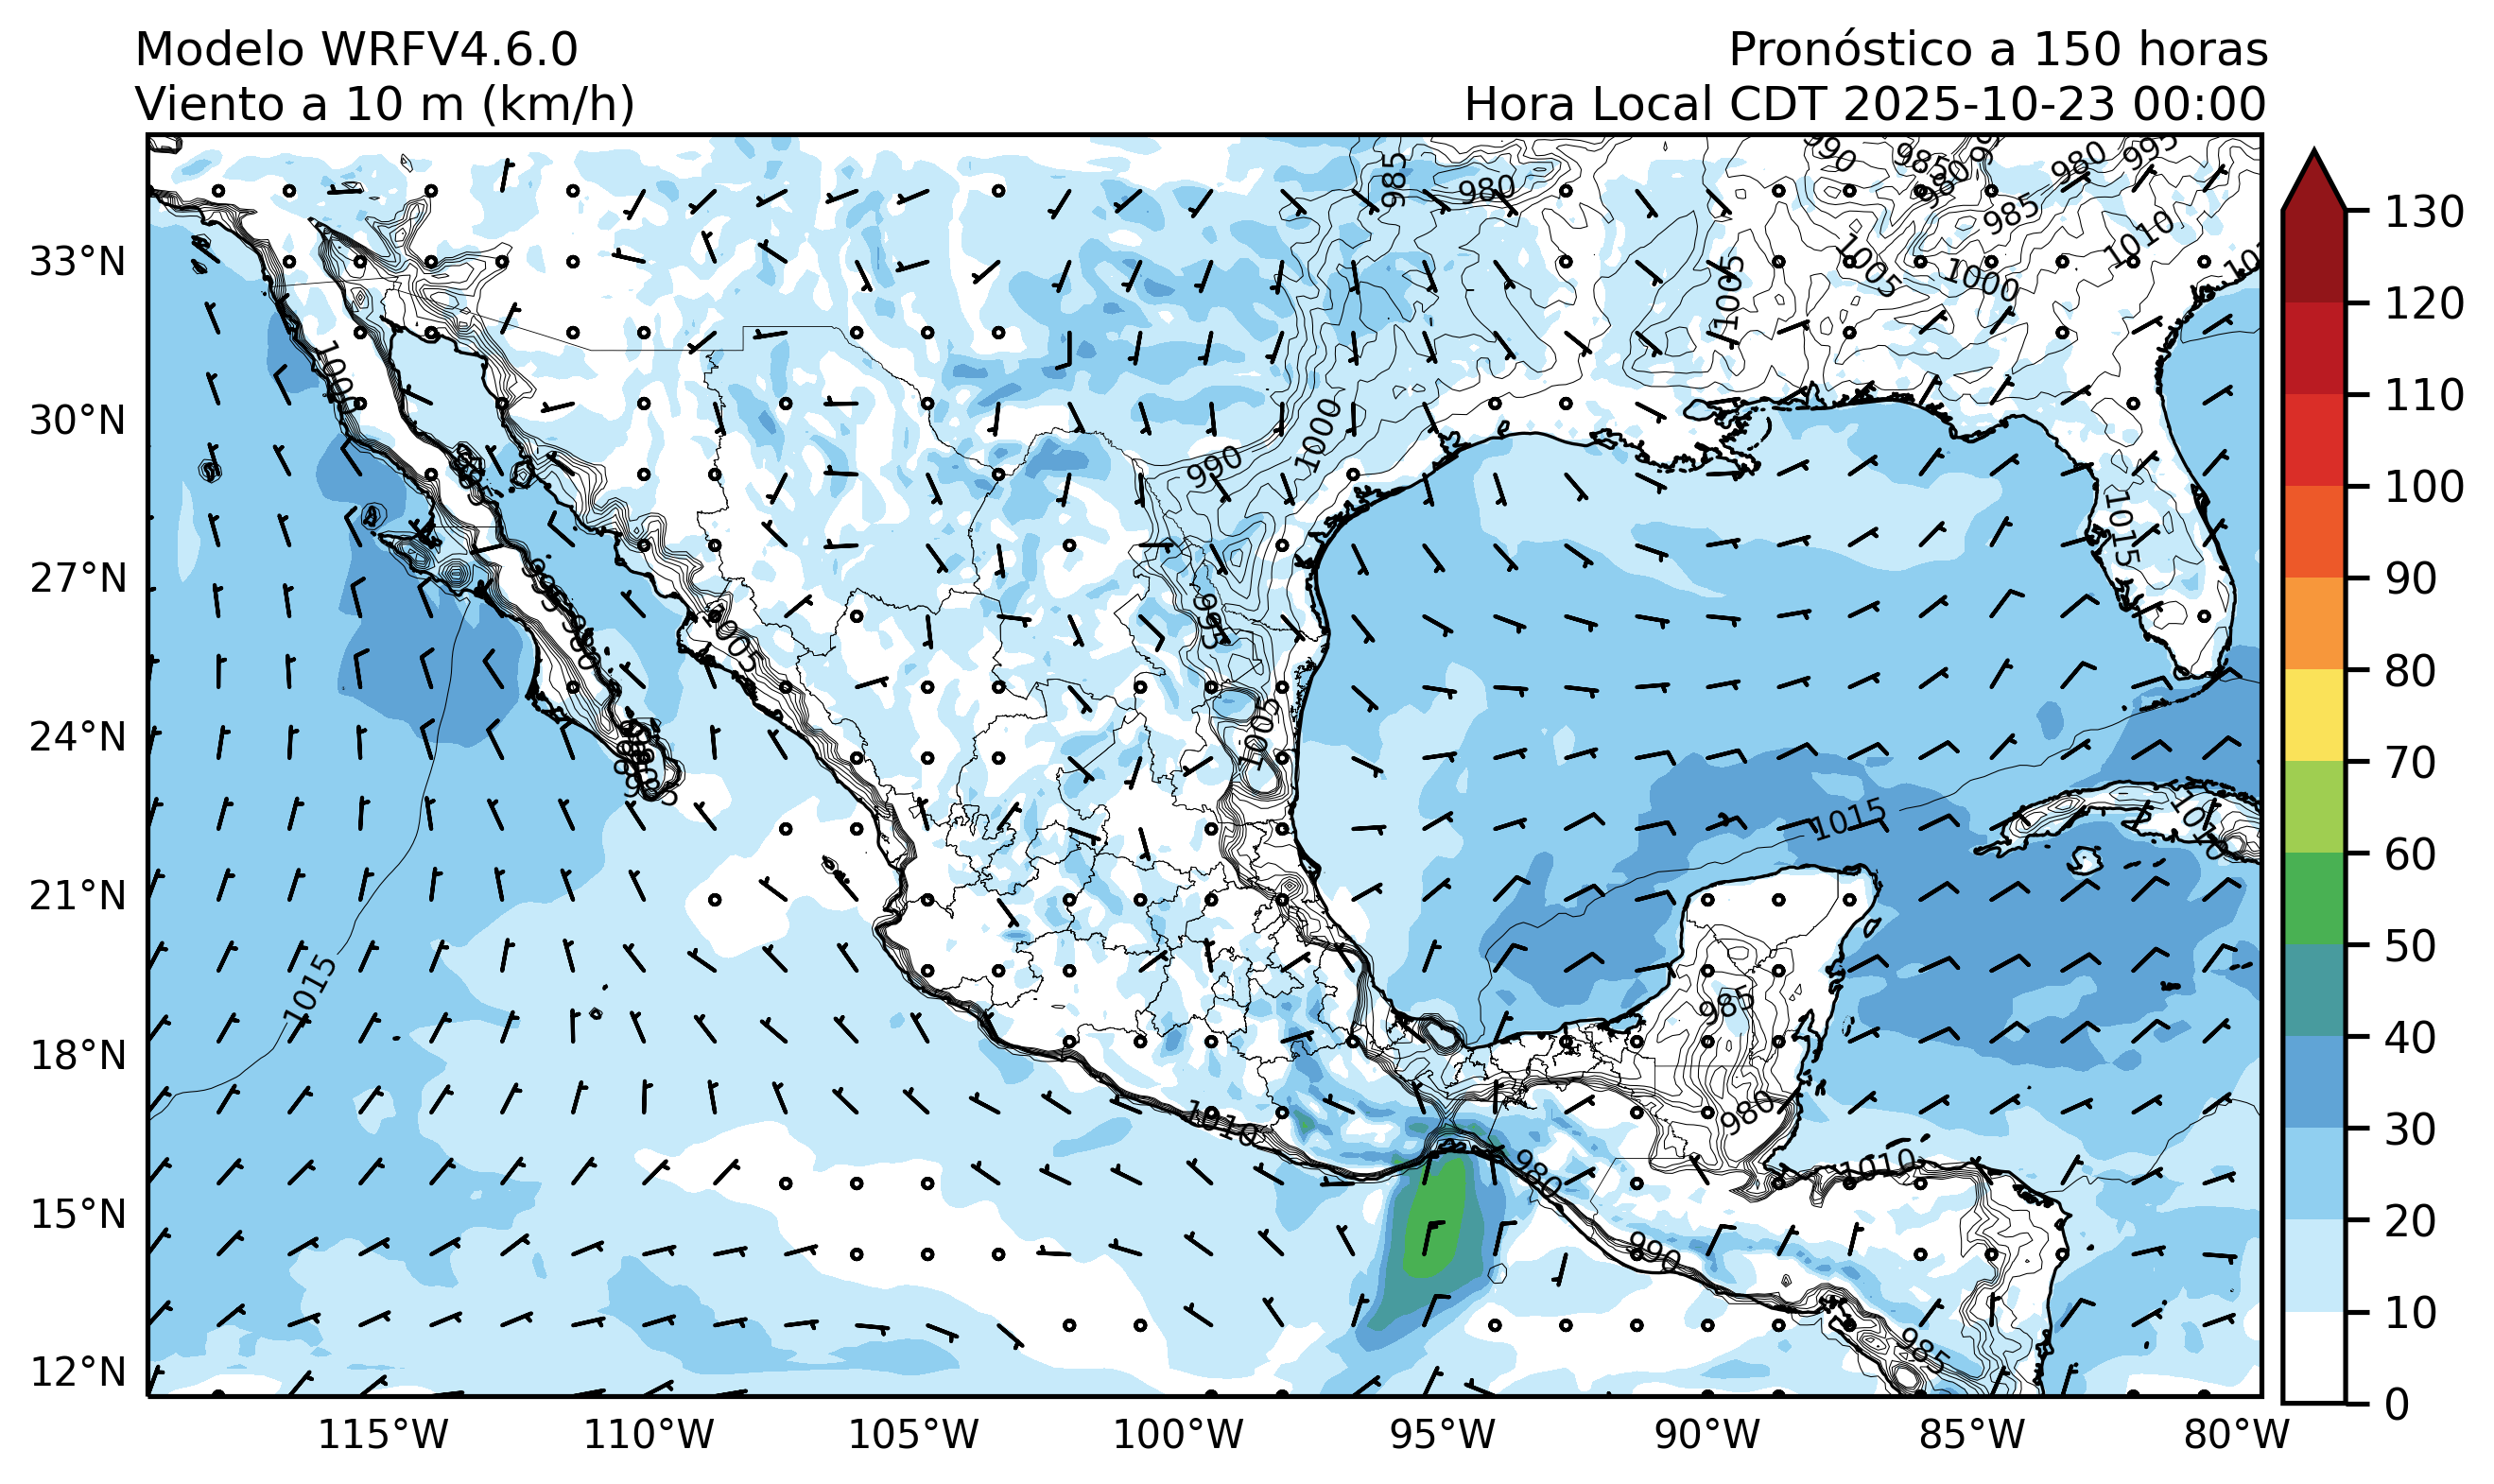 Modelo WRFV4.6.0
Viento a 10 m (km/h)
Pronóstico a 150 horas
Hora Local CDT 2025-10-23 00:00
33°N
30°N
27°N
24°N
21°N
18°N
15°N
12°N
115°W
110°W
105°W
100°W
95°W
90°W
85°W
80°W
130
120
110
100
90
80
70
60
50
40
30
20
10
0
985
980
990
985
980
980
995
985
1010
1005
1000
1005
1000
990
1000
1015
995
1005
1005
1015
1010
1015
985
980
1010
1010
980
990
985